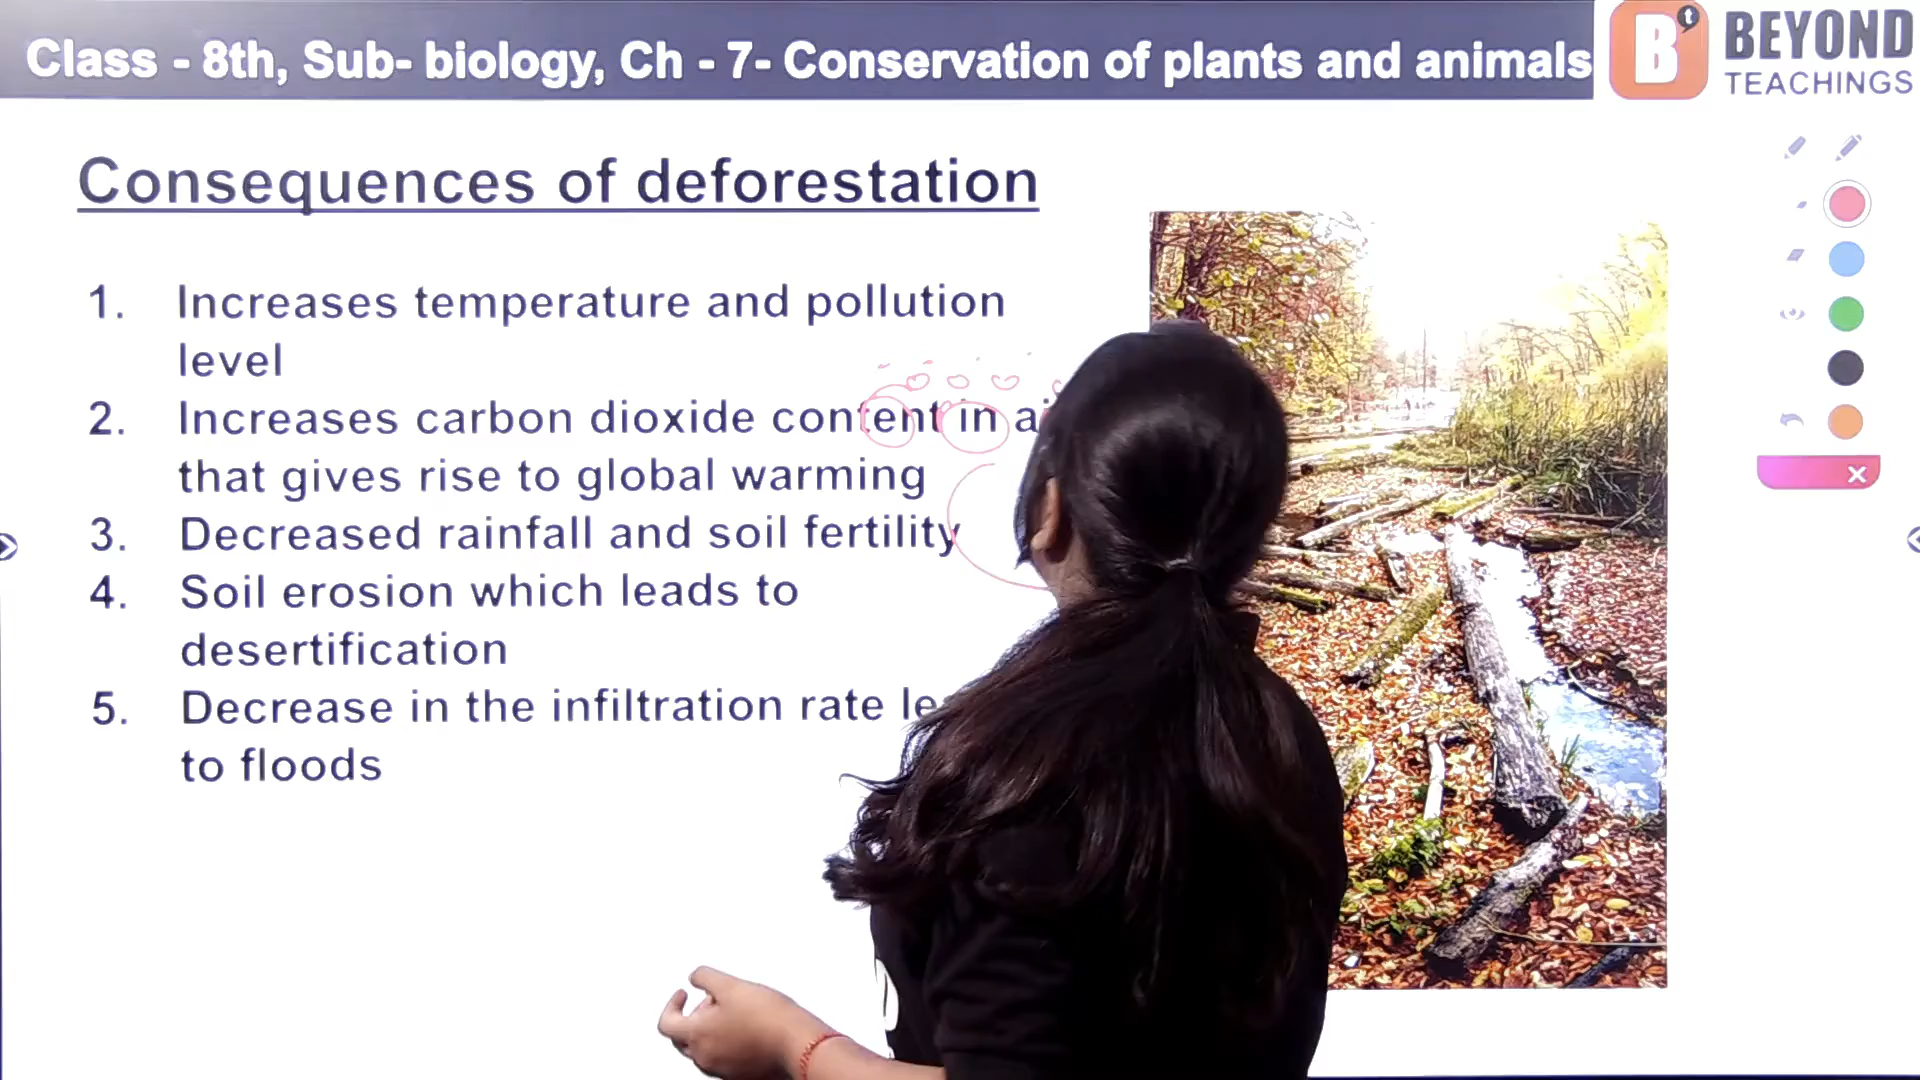 Class - 8th, Sub- biology, Ch - 7- Conservation of plants and animals
B t BEYOND
TEACHINGS
Consequences of deforestation
1. Increases temperature and pollution
level
2. Increases carbon dioxide content in
that gives rise to global warming
3. Decreased rainfall and soil fertility
4. Soil erosion which leads to
desertification
5. Decrease in the infiltration rate
to floods